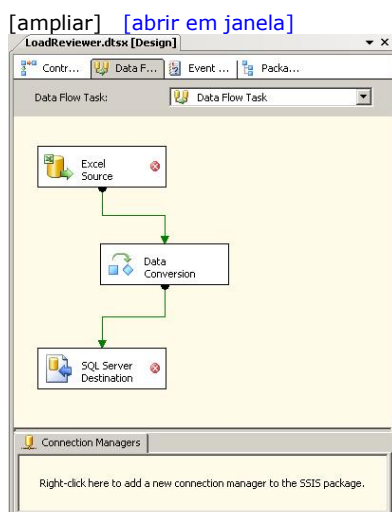 [ampliar] [abrir em janela]
LoadReviewer.dtsx [Design]
Contr... Data F... Event ... Packa...
Data Flow Task: Data Flow Task
Excel
Source
Data
Conversion
SQL Server
Destination
Connection Managers
Right-click here to add a new connection manager to the SSIS package.